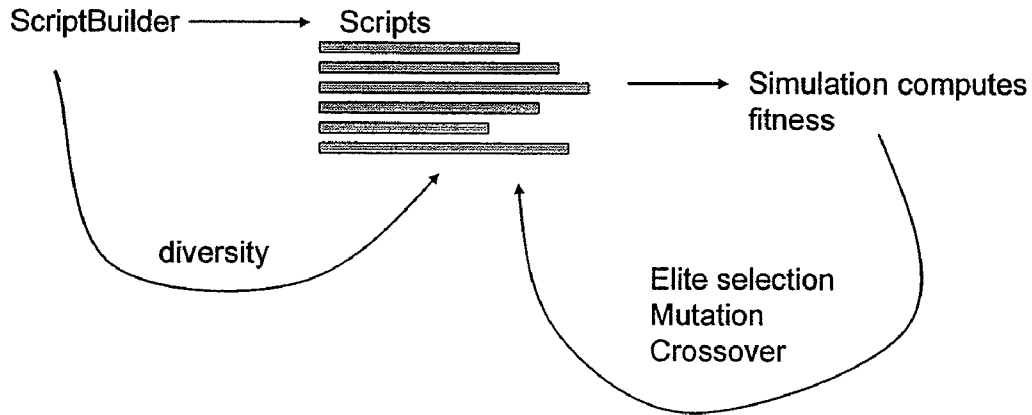 ScriptBuilder
Scripts
Simulation computes
fitness
diversity
Elite selection
Mutation
Crossover